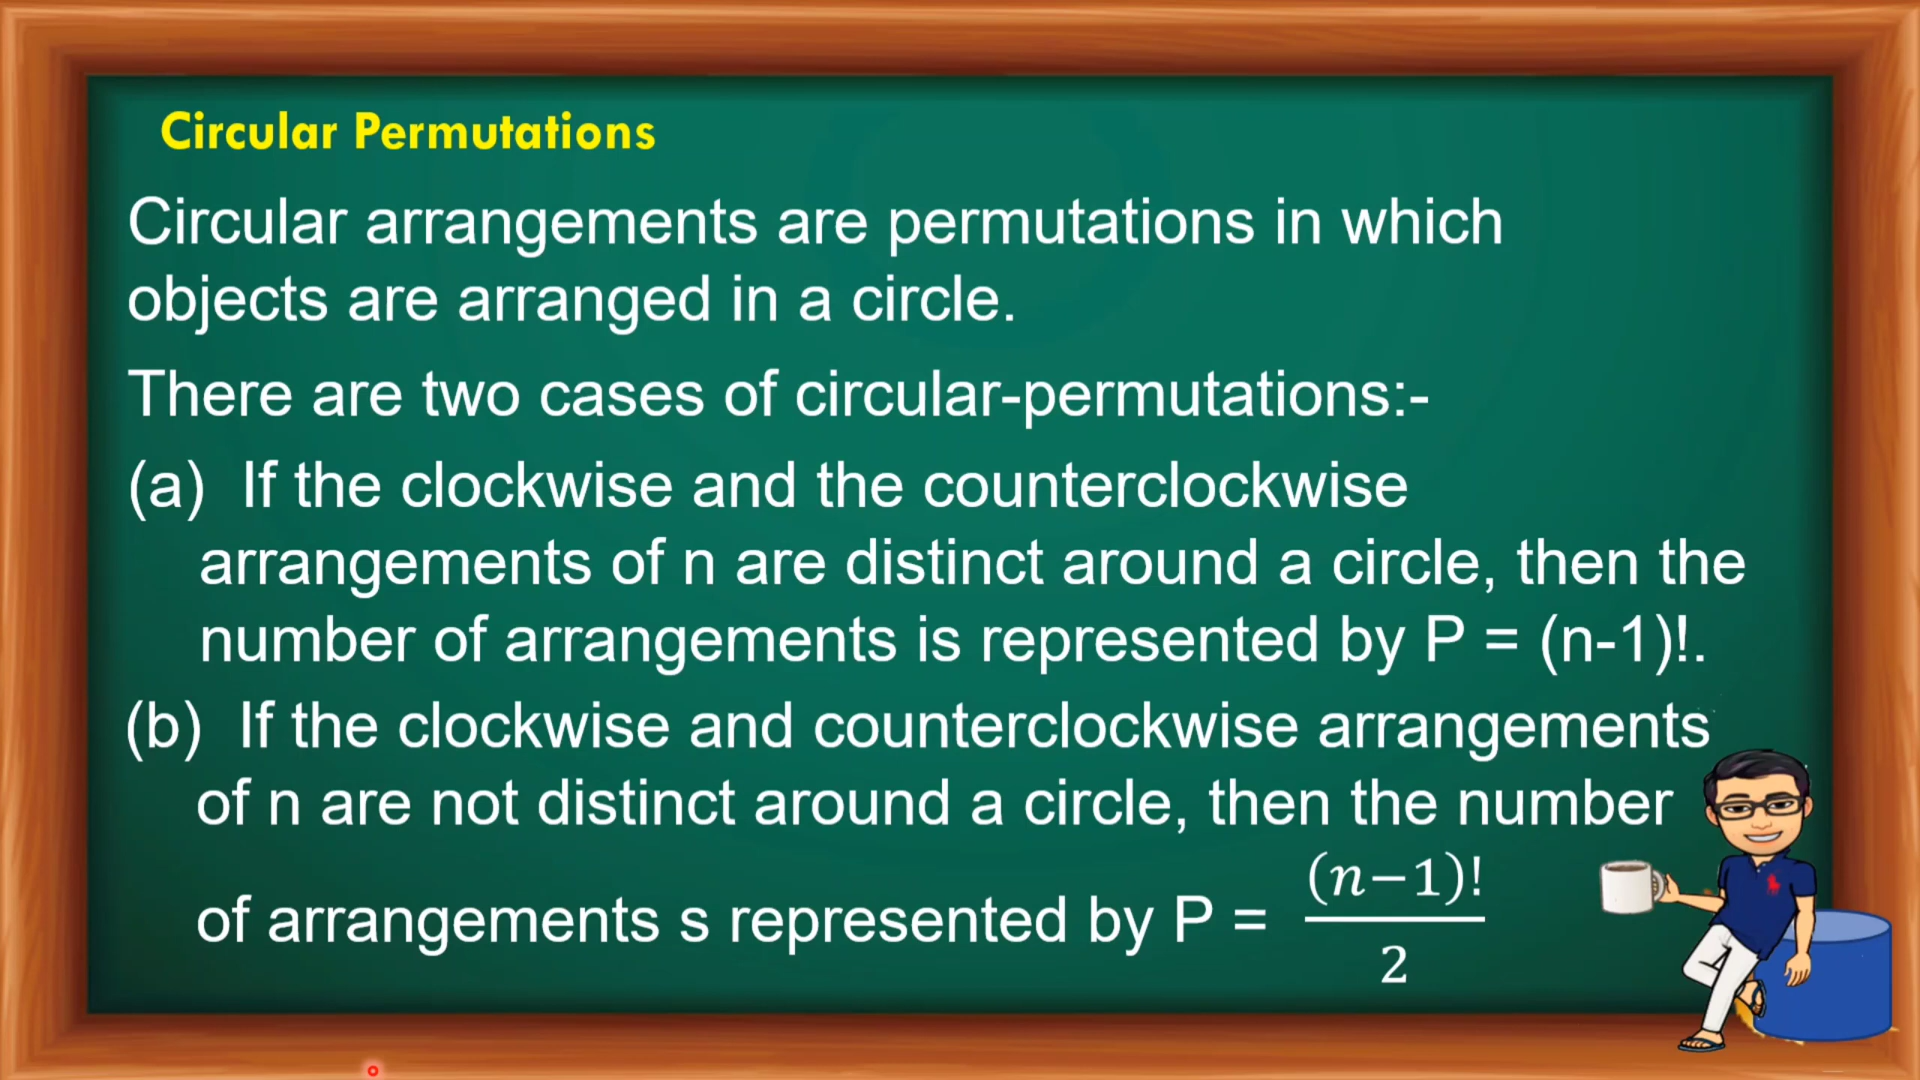 Circular Permutations
Circular arrangements are permutations in which
objects are arranged in a circle.
There are two cases of circular-permutations:-
(a) If the clockwise and the counterclockwise
arrangements of n are distinct around a circle, then the
number of arrangements is represented by P = (n-1)!.
(b) If the clockwise and counterclockwise arrangements
of n are not distinct around a circle, then the number
of arrangements s represented by P = (n−1)!/2